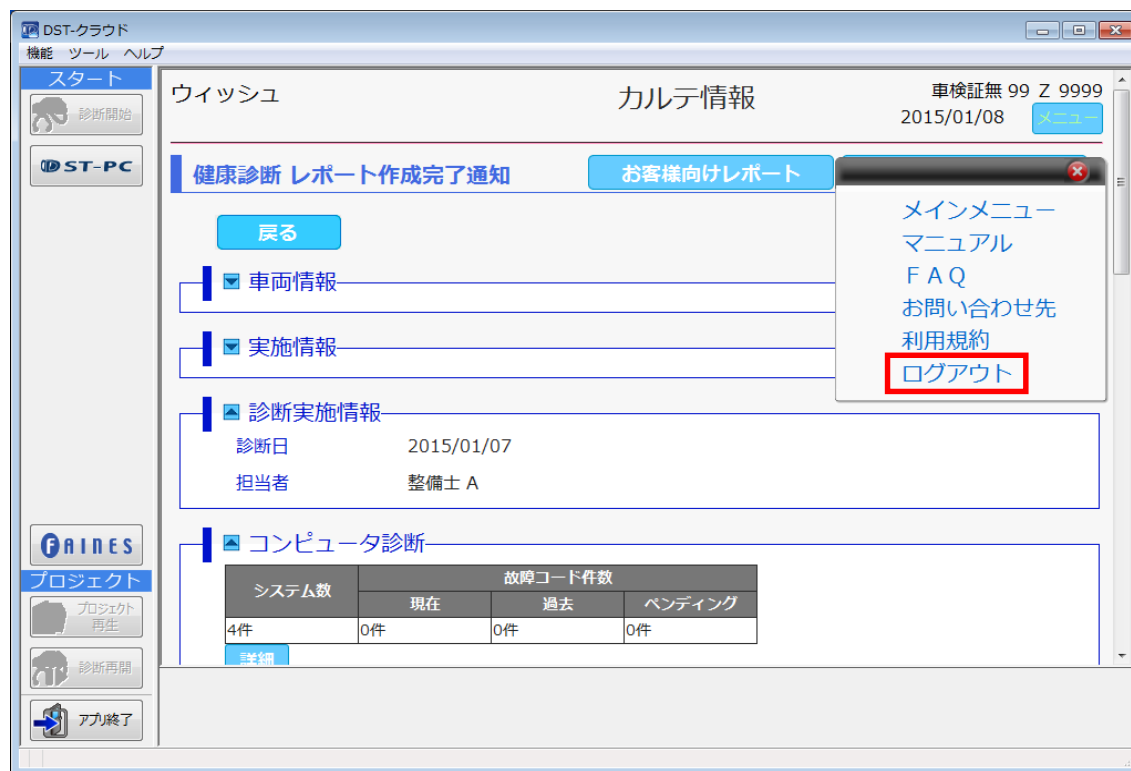 DST-クラウド
機能 ツール ヘルプ
スタート
診断開始
DST-PC
FAINES
プロジェクト
プロジェクト
再生
診断再開
アプリ終了
ウィッシュ
カルテ情報
車検証無 99 Z 9999
2015/01/08
メニュー
健康診断 レポート作成完了通知
お客様向けレポート
メインメニュー
マニュアル
ＦＡＱ
お問い合わせ先
利用規約
ログアウト
戻る
車両情報
実施情報
診断実施情報
診断日 2015/01/07
担当者 整備士 A
コンピュータ診断
システム数 故障コード件数
現在 過去 ペンディング
4件 0件 0件 0件
詳細